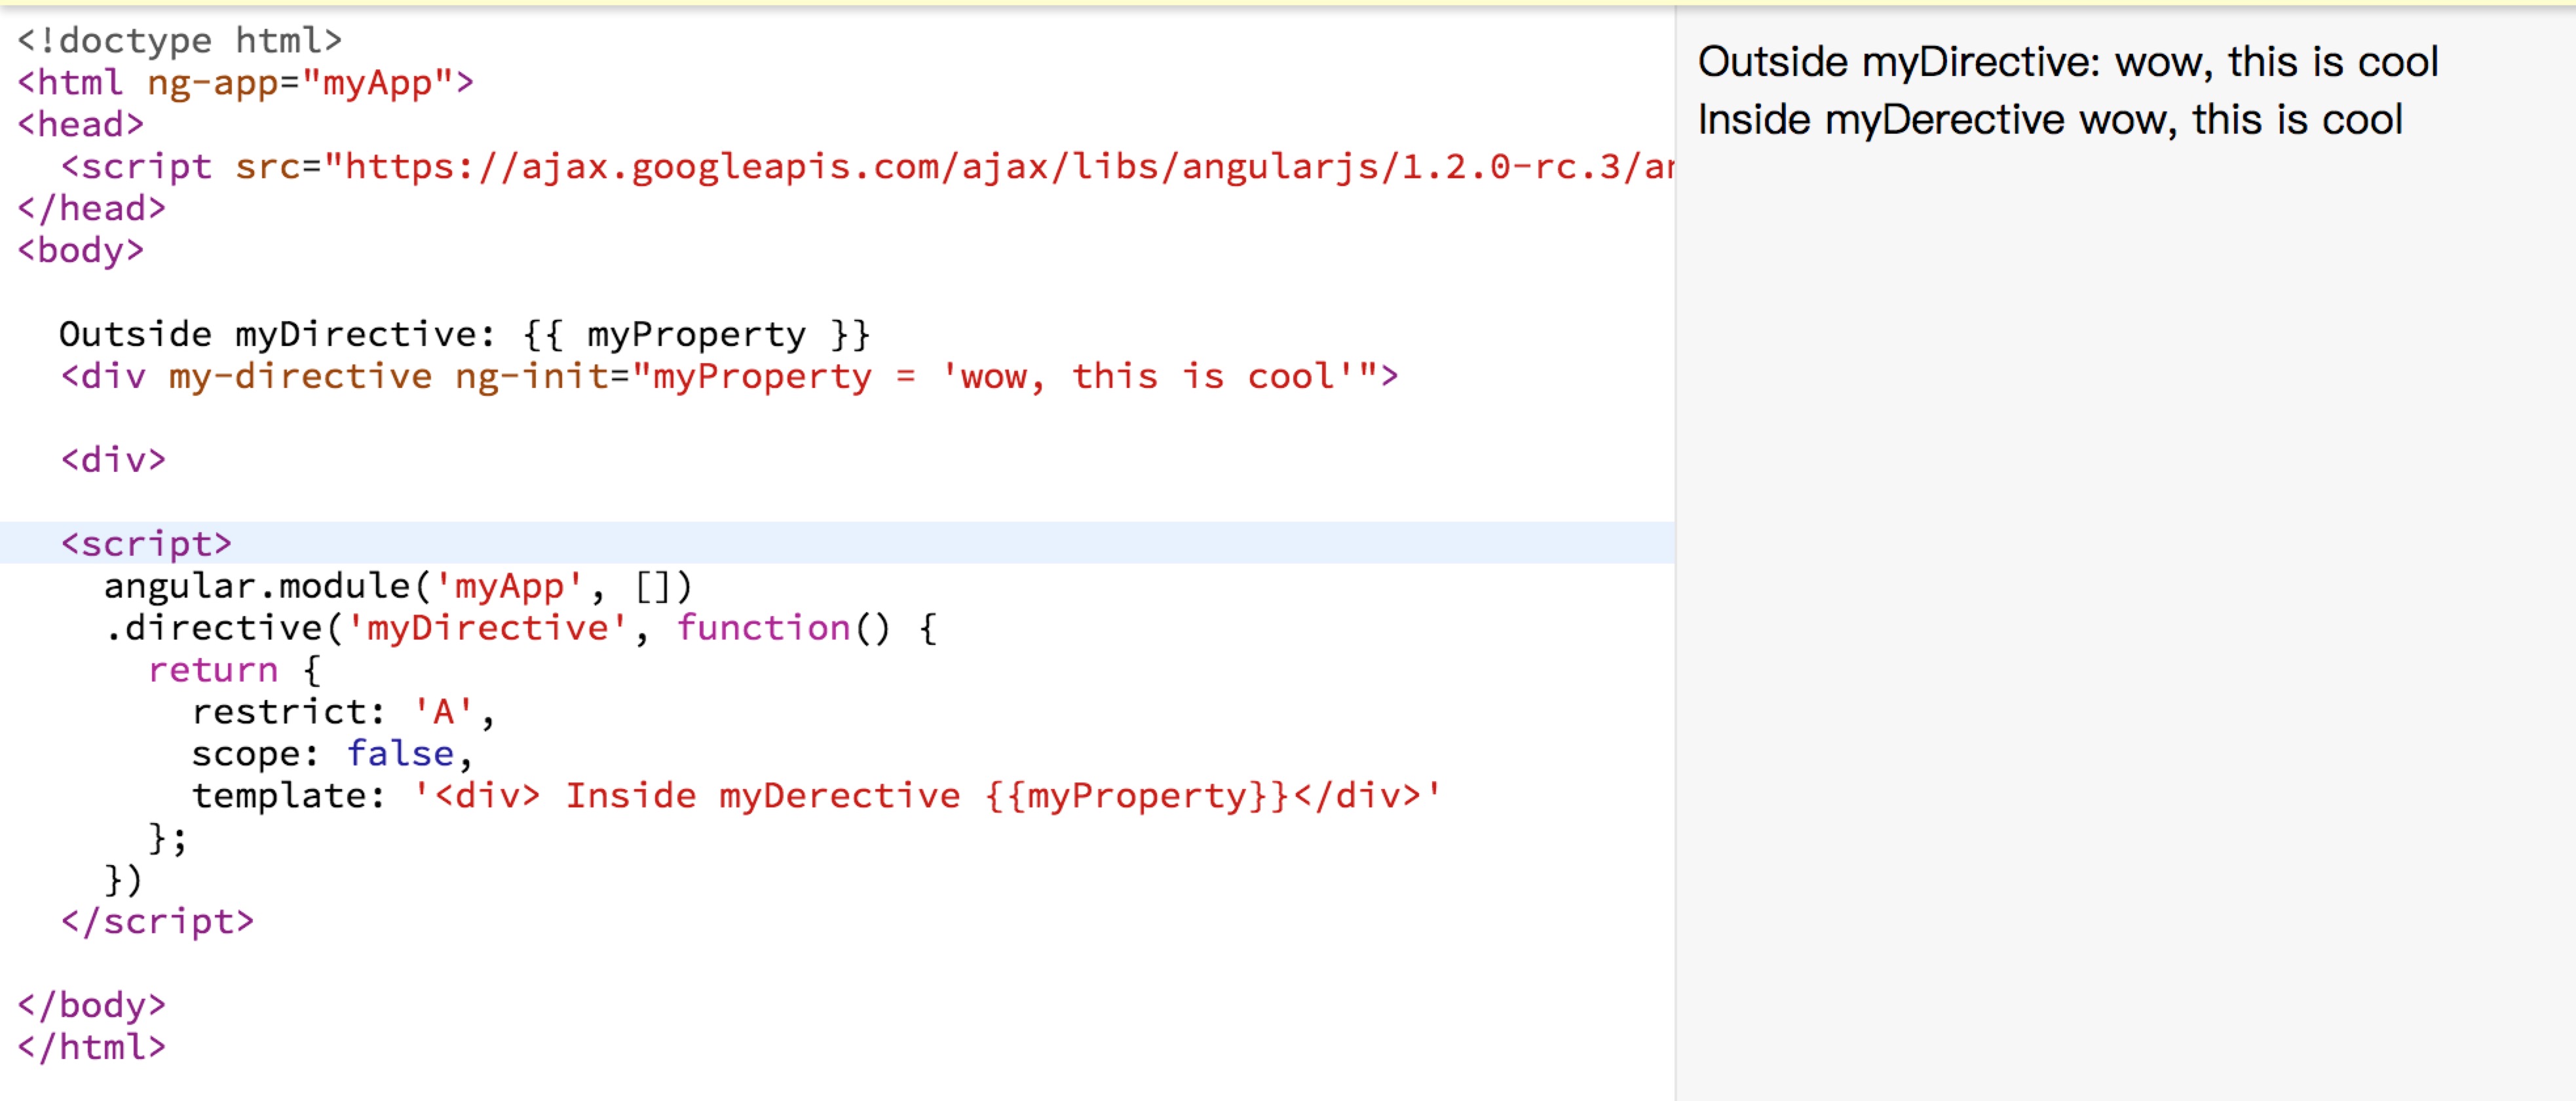 <!doctype html>
<html ng-app="myApp">
<head>
  <script src="https://ajax.googleapis.com/ajax/libs/angularjs/1.2.0-rc.3/an
</head>
<body>
  Outside myDirective: {{ myProperty }}
  <div my-directive ng-init="myProperty = 'wow, this is cool'">
  <div>
  <script>
    angular.module('myApp', [])
    .directive('myDirective', function() {
      return {
        restrict: 'A',
        scope: false,
        template: '<div> Inside myDerective {{myProperty}}</div>'
      };
    })
  </script>
</body>
</html>
Outside myDirective: wow, this is cool
Inside myDerective wow, this is cool